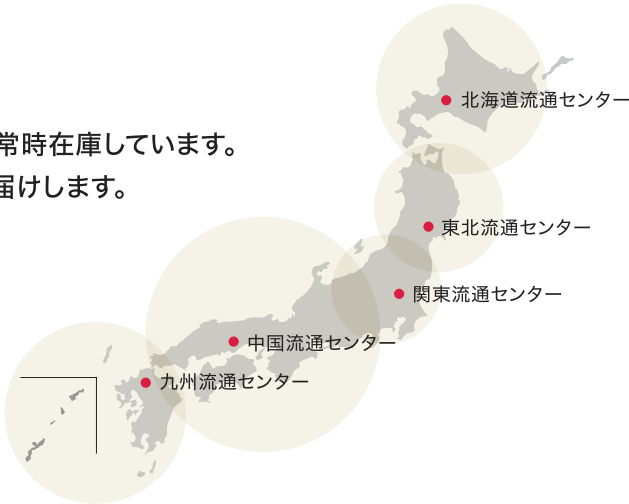 常時在庫しています。
届けします。
北海道流通センター
東北流通センター
関東流通センター
中国流通センター
九州流通センター